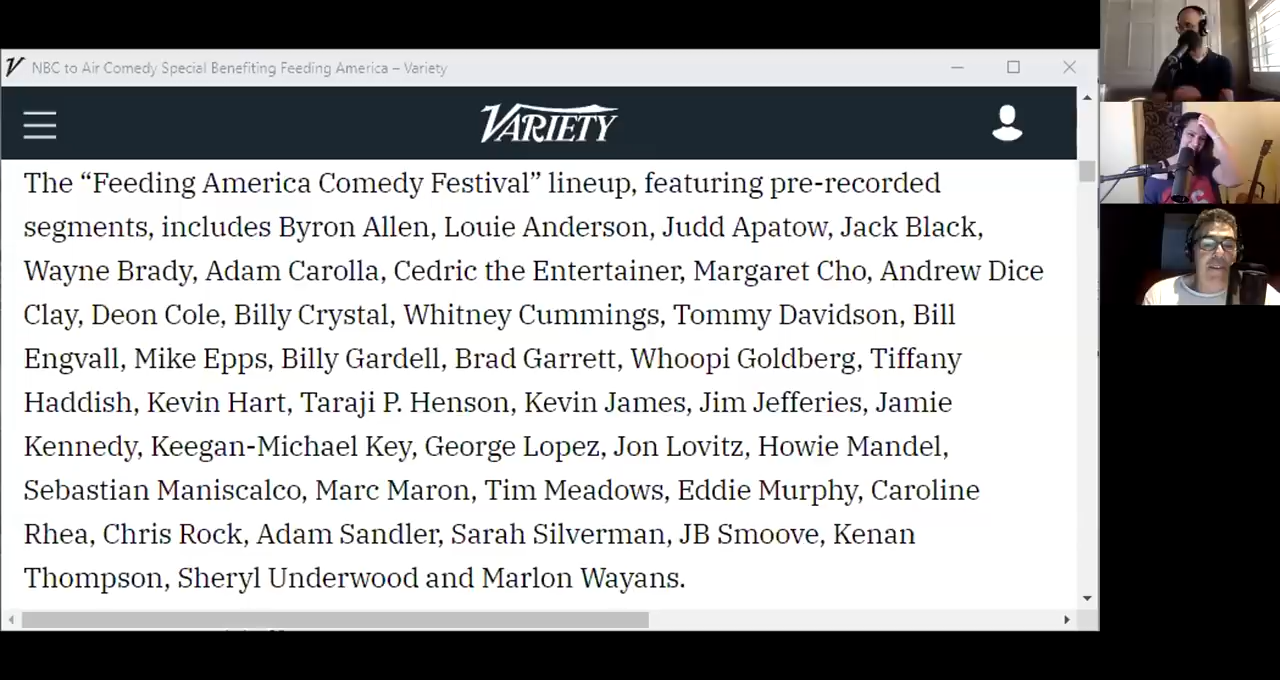 NBC to Air Comedy Special Benefiting Feeding America – Variety
VARIETY
The “Feeding America Comedy Festival” lineup, featuring pre-recorded
segments, includes Byron Allen, Louie Anderson, Judd Apatow, Jack Black,
Wayne Brady, Adam Carolla, Cedric the Entertainer, Margaret Cho, Andrew Dice
Clay, Deon Cole, Billy Crystal, Whitney Cummings, Tommy Davidson, Bill
Engvall, Mike Epps, Billy Gardell, Brad Garrett, Whoopi Goldberg, Tiffany
Haddish, Kevin Hart, Taraji P. Henson, Kevin James, Jim Jefferies, Jamie
Kennedy, Keegan-Michael Key, George Lopez, Jon Lovitz, Howie Mandel,
Sebastian Maniscalco, Marc Maron, Tim Meadows, Eddie Murphy, Caroline
Rhea, Chris Rock, Adam Sandler, Sarah Silverman, JB Smoove, Kenan
Thompson, Sheryl Underwood and Marlon Wayans.